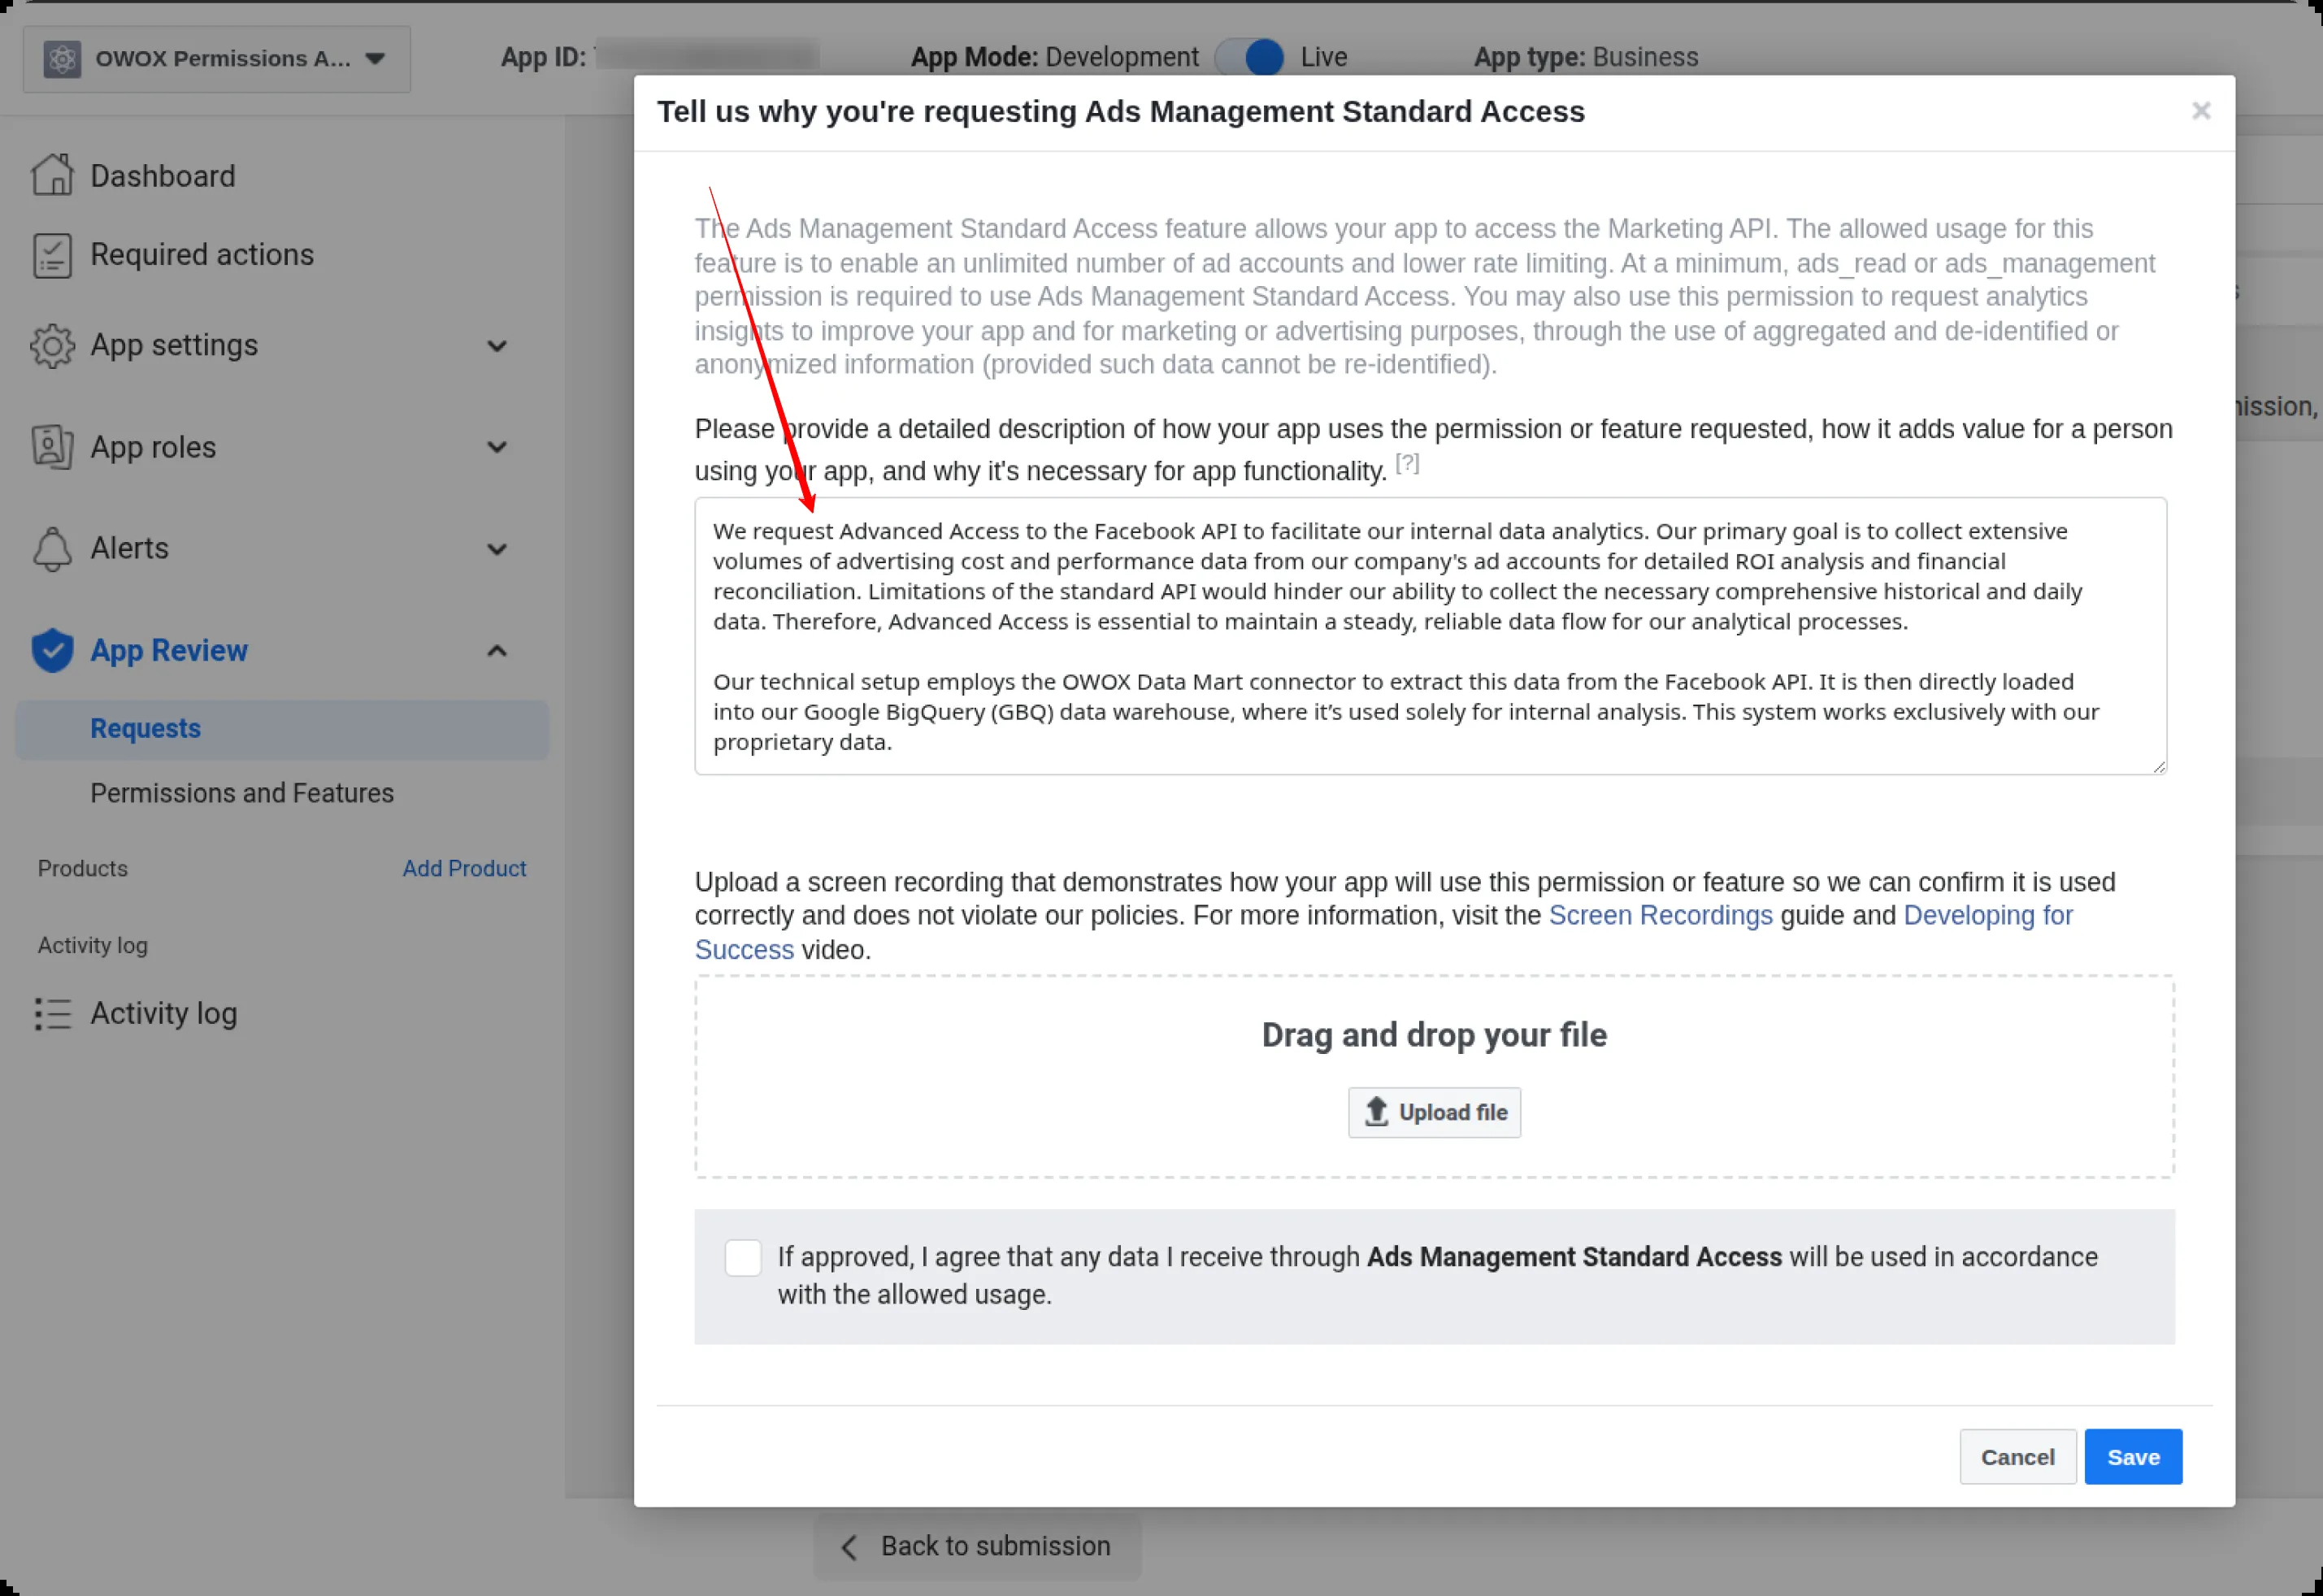 OWOX Permissions A...
App ID:
App Mode: Development
Live
App type: Business
Dashboard
Required actions
App settings
App roles
Alerts
App Review
Requests
Permissions and Features
Products
Add Product
Activity log
Activity log
Tell us why you're requesting Ads Management Standard Access
The Ads Management Standard Access feature allows your app to access the Marketing API. The allowed usage for this
feature is to enable an unlimited number of ad accounts and lower rate limiting. At a minimum, ads_read or ads_management
permission is required to use Ads Management Standard Access. You may also use this permission to request analytics
insights to improve your app and for marketing or advertising purposes, through the use of aggregated and de-identified or
anonymized information (provided such data cannot be re-identified).
Please provide a detailed description of how your app uses the permission or feature requested, how it adds value for a person
using your app, and why it's necessary for app functionality. [?]
We request Advanced Access to the Facebook API to facilitate our internal data analytics. Our primary goal is to collect extensive
volumes of advertising cost and performance data from our company's ad accounts for detailed ROI analysis and financial
reconciliation. Limitations of the standard API would hinder our ability to collect the necessary comprehensive historical and daily
data. Therefore, Advanced Access is essential to maintain a steady, reliable data flow for our analytical processes.
Our technical setup employs the OWOX Data Mart connector to extract this data from the Facebook API. It is then directly loaded
into our Google BigQuery (GBQ) data warehouse, where it’s used solely for internal analysis. This system works exclusively with our
proprietary data.
Upload a screen recording that demonstrates how your app will use this permission or feature so we can confirm it is used
correctly and does not violate our policies. For more information, visit the Screen Recordings guide and Developing for
Success video.
Drag and drop your file
Upload file
If approved, I agree that any data I receive through Ads Management Standard Access will be used in accordance
with the allowed usage.
Cancel
Save
Back to submission